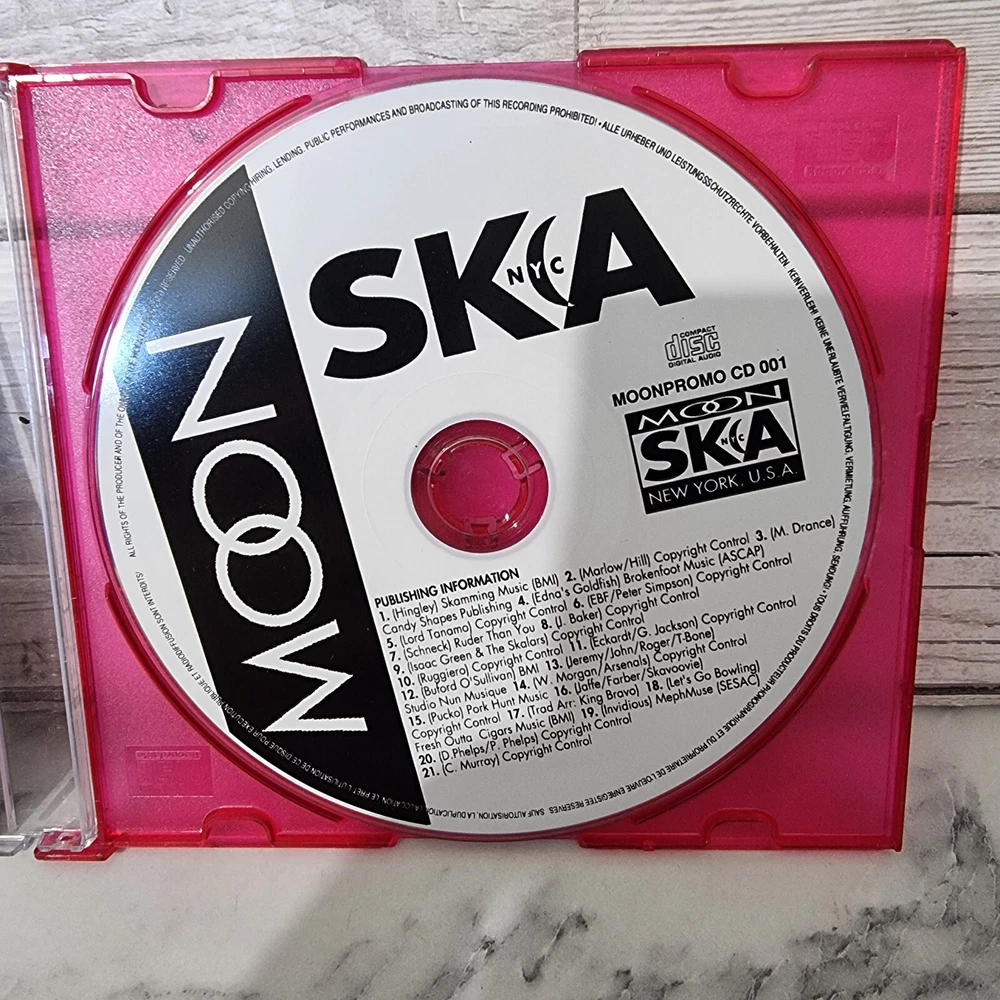 SKA
NYC
MOON
COMPACT
disc
DIGITAL AUDIO
MOONPROMO CD 001
MOON
SKA
NYC
NEW YORK, U.S.A.
PUBLISHING INFORMATION
1. (Hingley) Skamming Music (BMI) 2. (Marlow/Hill) Copyright Control 3. (M. Drance)
Candy Shapes Publishing 4. (Edna's Goldfish) Brokenfoot Music (ASCAP)
5. (Lord Tanamo) Copyright Control 6. (EBF/Peter Simpson) Copyright Control
7. (Schneck) Ruder Than You 8. (J. Baker) Copyright Control
9. (Isaac Green & The Skalars) Copyright Control
10. (Ruggiero) Copyright Control 11. (Eckardt/G. Jackson) Copyright Control
12. (Buford O'Sullivan) BMI 13. (Jeremy/John/Roger/T-Bone)
Studio Nun Musique 14. (W. Morgan/Arsenals) Copyright Control
15. (Pucko) Pork Hunt Music 16. (Jaffe/Farber/Skavoovie)
Copyright Control 17. (Trad Arr: King Bravo) 18. (Let's Go Bowling)
Fresh Outta Cigars Music (BMI) 19. (Invidious) MephMuse (SESAC)
20. (D Phelps/P. Phelps) Copyright Control
21. (C. Murray) Copyright Control
ALL RIGHTS OF THE PRODUCER AND OF THE RESERVED. UNAUTHORISED COPYING, HIRING, LENDING, PUBLIC PERFORMANCES AND BROADCASTING OF THIS RECORDING PROHIBITED! • ALLE URHEBER UND LEISTUNGSSCHUTZRECHTE VORBEHALTEN. KEIN VERLEIH! KEINE UNERLAUBTE VERVIELFALTIGUNG, VERMIETUNG, AUFFUHRUNG, SENDUNG! • TOUS DROITS DU PRODUCTEUR PHONOGRAPHIQUE ET DU PROPRIETAIRE DE L'OEUVRE ENREGISTREE RESERVES. SAUF AUTORISATION, LA DUPLICATION, LA LOCATION, LE PRET, L'UTILISATION DE CE DISQUE POUR EXECUTION PUBLIQUE ET RADIODIFFUSION SONT INTERDITS!